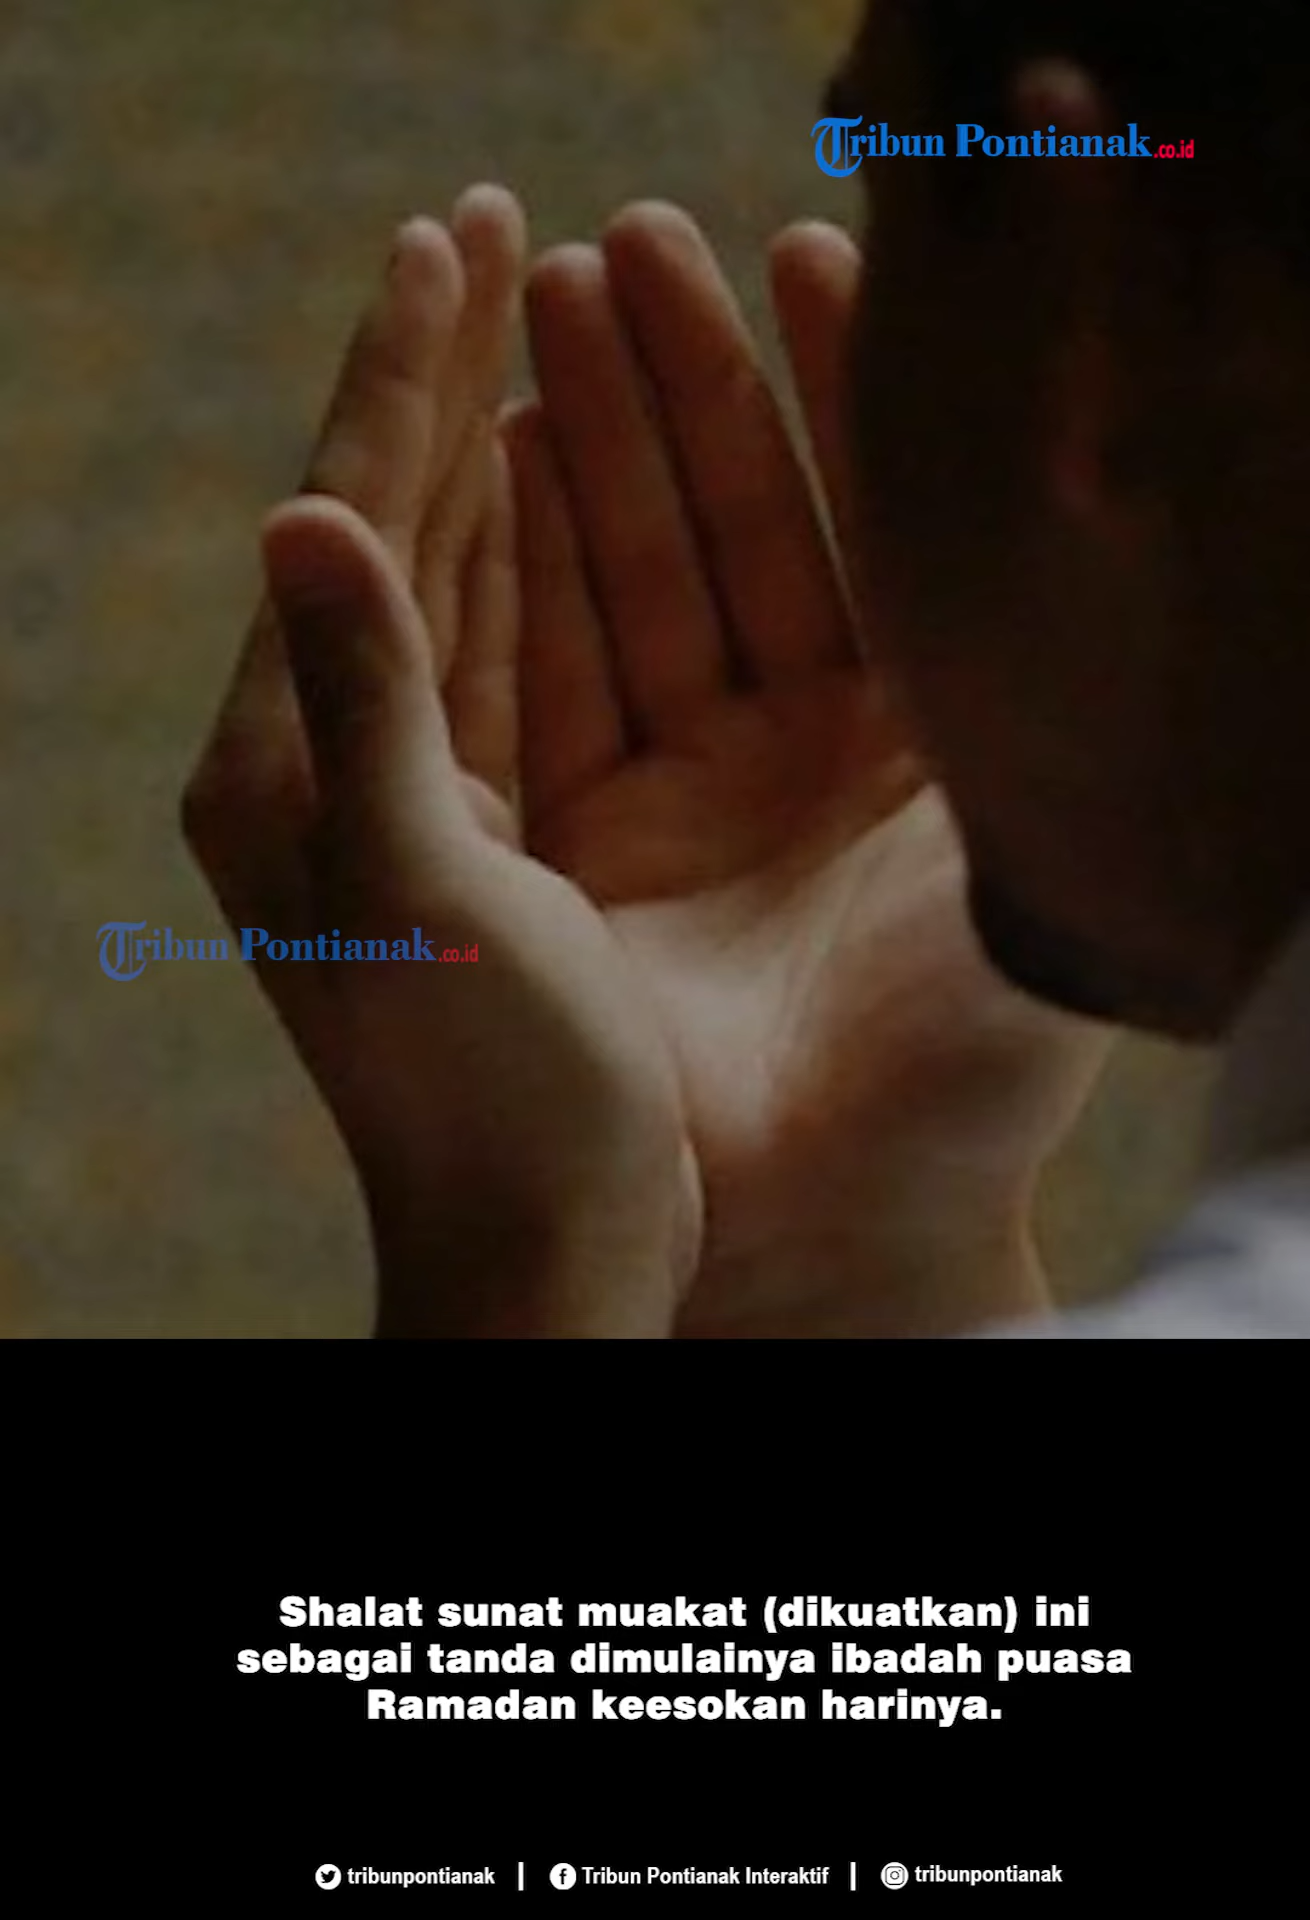 Tribun Pontianak.co.id
Tribun Pontianak.co.id
Shalat sunat muakat (dikuatkan) ini
sebagai tanda dimulainya ibadah puasa
Ramadan keesokan harinya.
tribunpontianak | Tribun Pontianak Interaktif | tribunpontianak